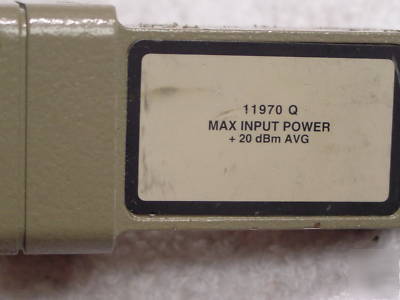 11970 Q
MAX INPUT POWER
+ 20 dBm AVG